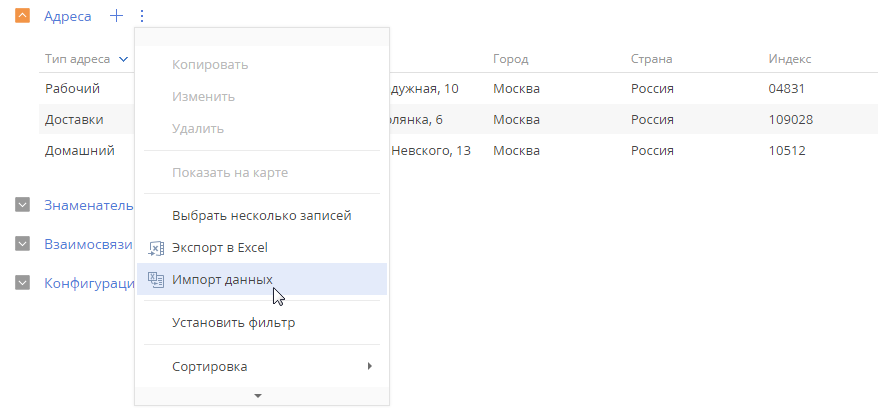 Адреса
Тип адреса Город Страна Индекс
Рабочий дужная, 10 Москва Россия 04831
Доставки лянка, 6 Москва Россия 109028
Домашний Невского, 13 Москва Россия 10512
Знаменатель
Взаимосвязи
Конфигураци
Копировать
Изменить
Удалить
Показать на карте
Выбрать несколько записей
Экспорт в Excel
Импорт данных
Установить фильтр
Сортировка